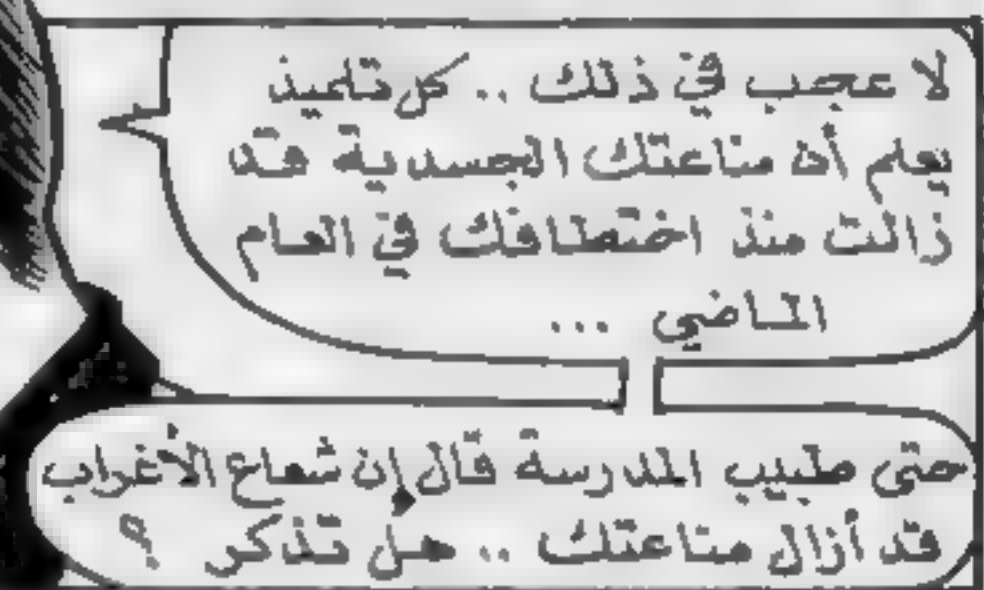 لا عجب في ذلك .. كل تلميذ
يعلم أن مناعتك الجسدية قد
زالت منذ اختطافك في العام
الماضي ...
حتى طبيب المدرسة قال إن شعاع الأغراب
قد أزال مناعتك .. هل تذكر ؟